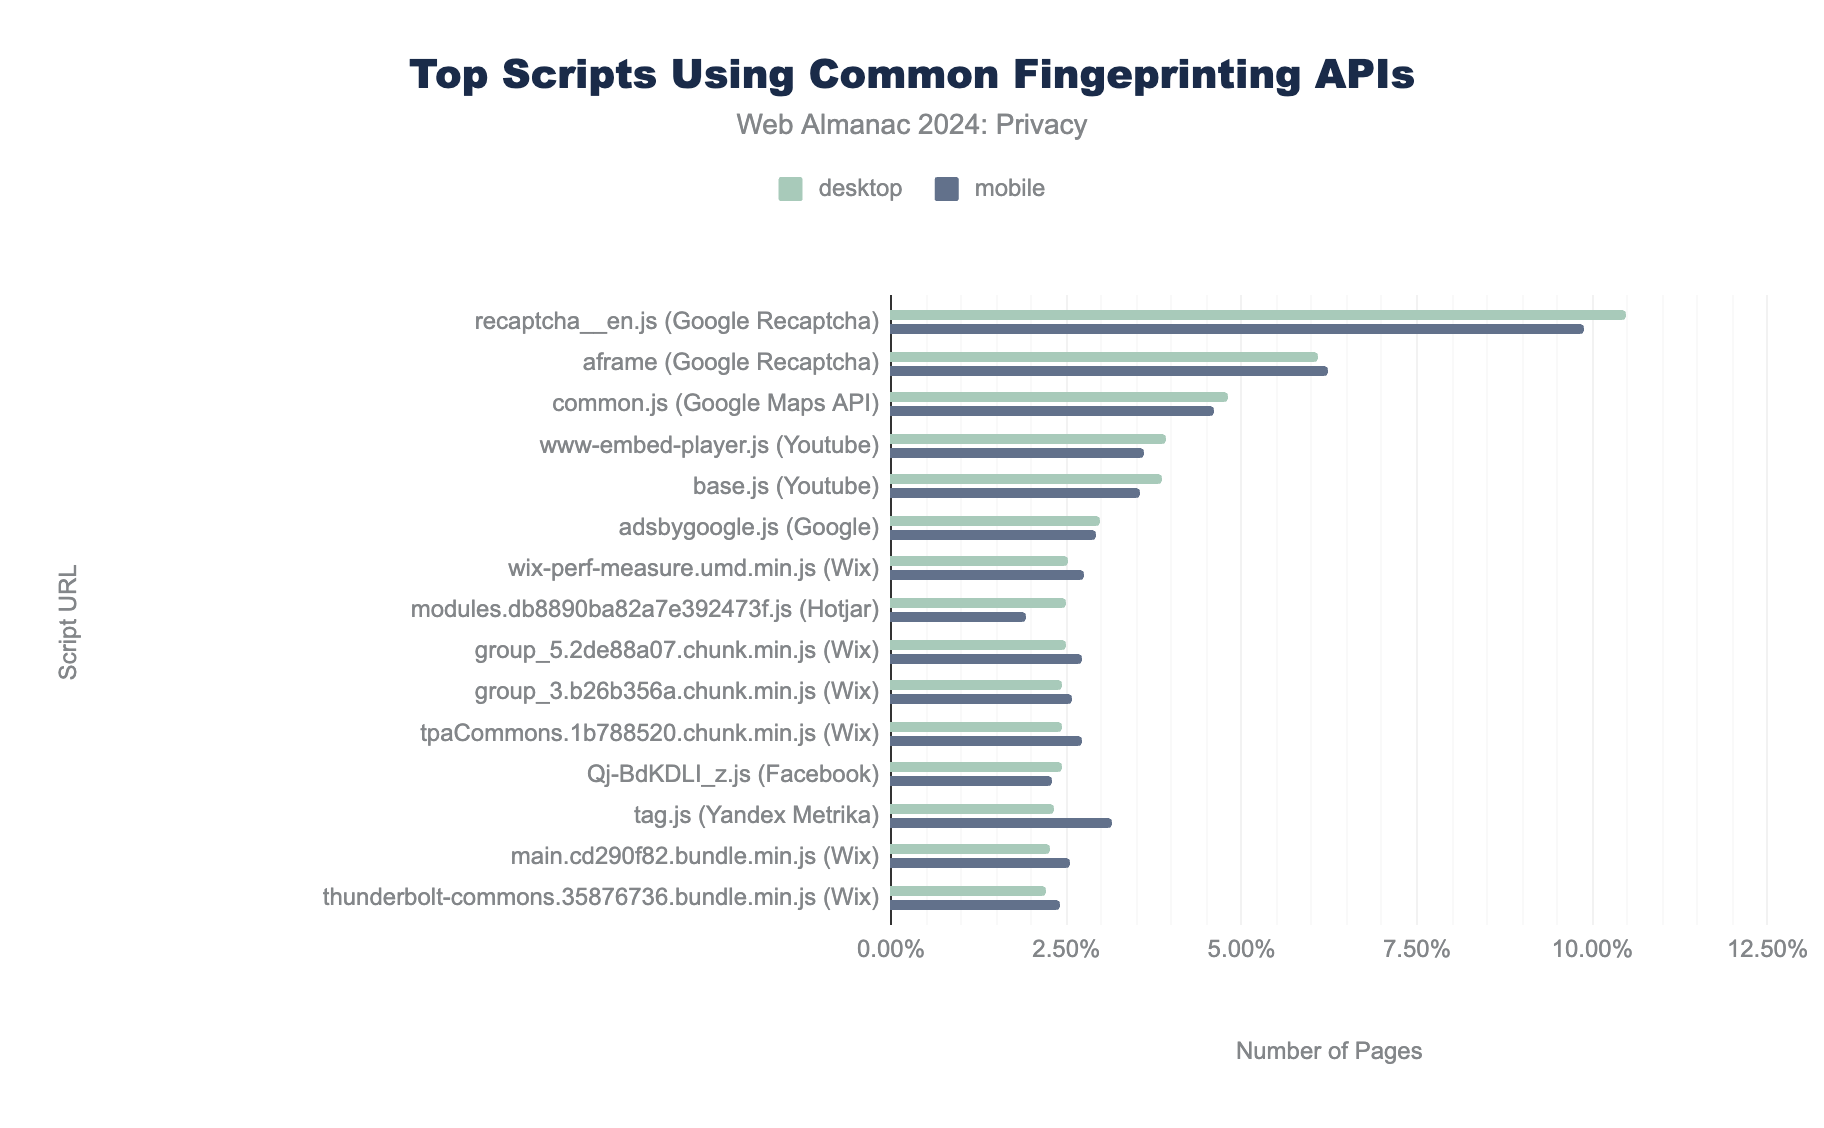 Top Scripts Using Common Fingeprinting APIs
Web Almanac 2024: Privacy
desktop
mobile
recaptcha__en.js (Google Recaptcha)
aframe (Google Recaptcha)
common.js (Google Maps API)
www-embed-player.js (Youtube)
base.js (Youtube)
adsbygoogle.js (Google)
wix-perf-measure.umd.min.js (Wix)
modules.db8890ba82a7e392473f.js (Hotjar)
group_5.2de88a07.chunk.min.js (Wix)
group_3.b26b356a.chunk.min.js (Wix)
tpaCommons.1b788520.chunk.min.js (Wix)
Qj-BdKDLI_z.js (Facebook)
tag.js (Yandex Metrika)
main.cd290f82.bundle.min.js (Wix)
thunderbolt-commons.35876736.bundle.min.js (Wix)
Script URL
0.00% 2.50% 5.00% 7.50% 10.00% 12.50%
Number of Pages